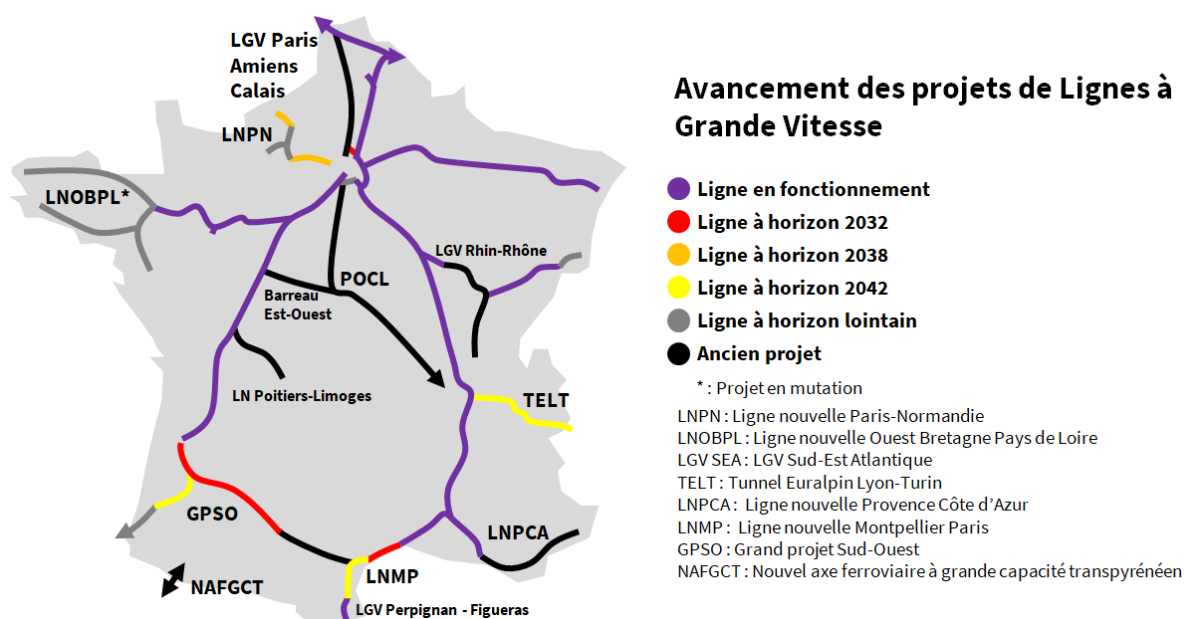 LGV Paris
Amiens
Calais
LNPN
LNOBPL*
LGV Rhin-Rhône
POCL
Barreau
Est-Ouest
LN Poitiers-Limoges
TELT
GPSO
LNPCA
NAFGCT
LNMP
LGV Perpignan - Figueras
Avancement des projets de Lignes à
Grande Vitesse
Ligne en fonctionnement
Ligne à horizon 2032
Ligne à horizon 2038
Ligne à horizon 2042
Ligne à horizon lointain
Ancien projet
* : Projet en mutation
LNPN : Ligne nouvelle Paris-Normandie
LNOBPL : Ligne nouvelle Ouest Bretagne Pays de Loire
LGV SEA : LGV Sud-Est Atlantique
TELT : Tunnel Euralpin Lyon-Turin
LNPCA : Ligne nouvelle Provence Côte d'Azur
LNMP : Ligne nouvelle Montpellier Paris
GPSO : Grand projet Sud-Ouest
NAFGCT : Nouvel axe ferroviaire à grande capacité transpyrénéen